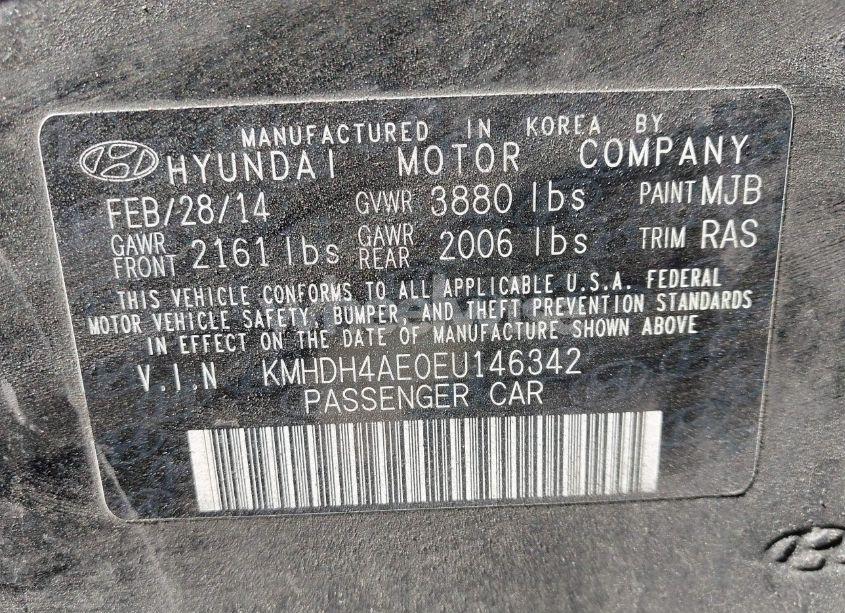 MANUFACTURED IN KOREA BY
HYUNDAI MOTOR COMPANY
FEB/28/14 GVWR 3880 lbs PAINT MJB
GAWR FRONT 2161 lbs GAWR REAR 2006 lbs TRIM RAS
THIS VEHICLE CONFORMS TO ALL APPLICABLE U.S.A. FEDERAL
MOTOR VEHICLE SAFETY, BUMPER, AND THEFT PREVENTION STANDARDS
IN EFFECT ON THE DATE OF MANUFACTURE SHOWN ABOVE
V.I.N KMHDH4AE0EU146342
PASSENGER CAR